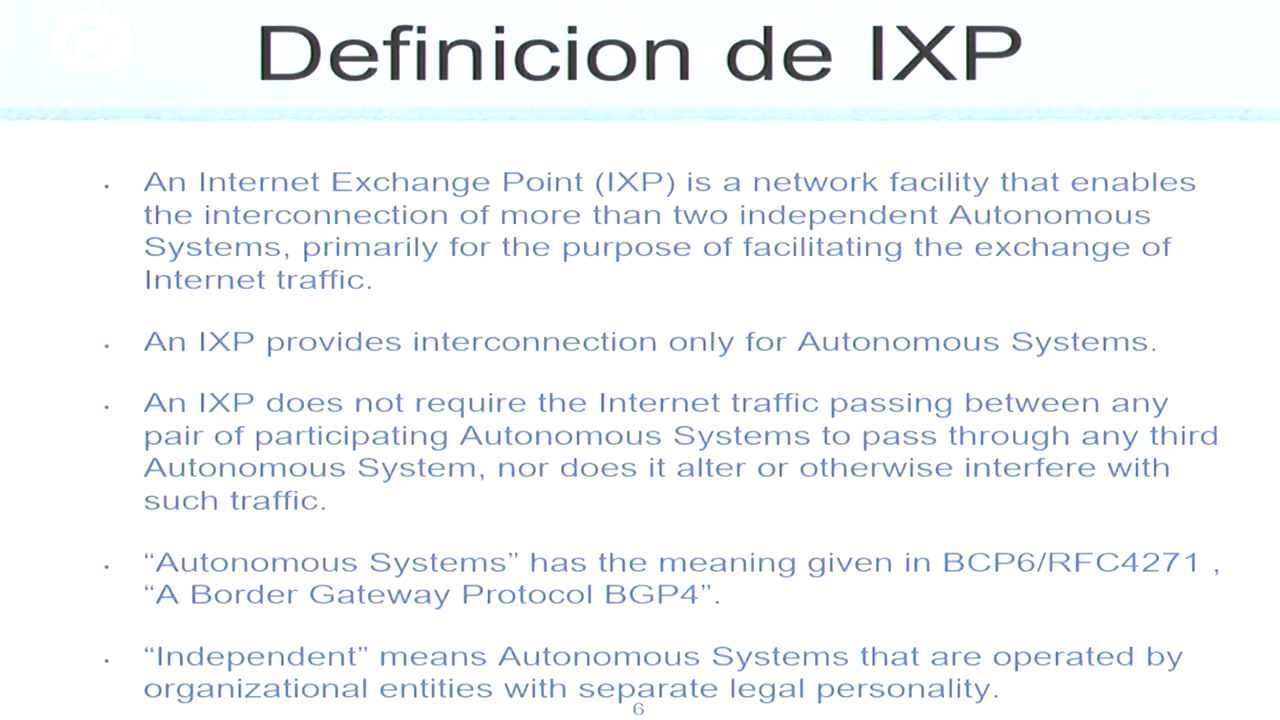 Definicion de IXP
· An Internet Exchange Point (IXP) is a network facility that enables
the interconnection of more than two independent Autonomous
Systems, primarily for the purpose of facilitating the exchange of
Internet traffic.
· An IXP provides interconnection only for Autonomous Systems.
· An IXP does not require the Internet traffic passing between any
pair of participating Autonomous Systems to pass through any third
Autonomous System, nor does it alter or otherwise interfere with
such traffic.
· “Autonomous Systems” has the meaning given in BCP6/RFC4271 ,
“A Border Gateway Protocol BGP4”.
· “Independent” means Autonomous Systems that are operated by
organizational entities with separate legal personality.
6